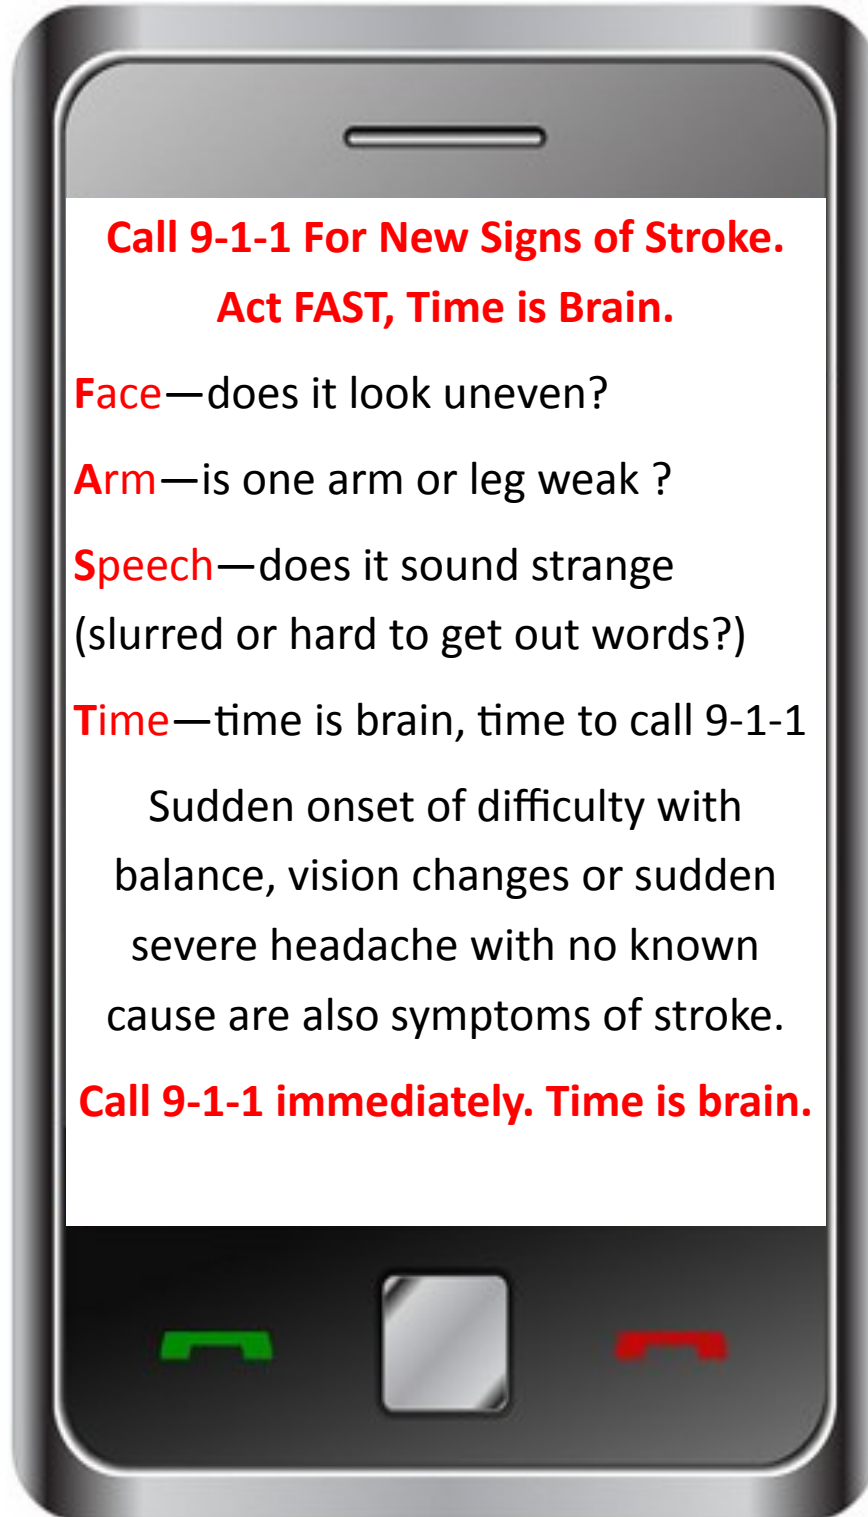 Call 9-1-1 For New Signs of Stroke.
Act FAST, Time is Brain.
Face—does it look uneven?
Arm—is one arm or leg weak ?
Speech—does it sound strange
(slurred or hard to get out words?)
Time—time is brain, time to call 9-1-1
Sudden onset of difficulty with
balance, vision changes or sudden
severe headache with no known
cause are also symptoms of stroke.
Call 9-1-1 immediately. Time is brain.